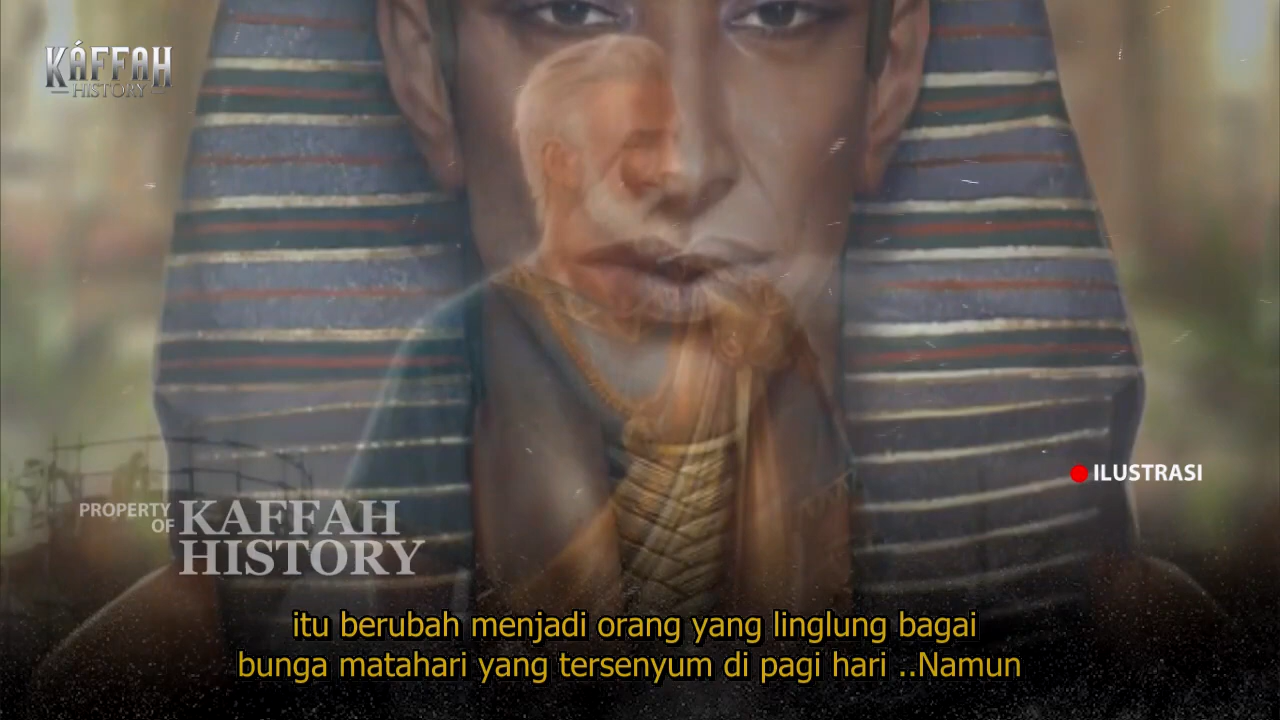 KÁFFAH
HISTORY
ILUSTRASI
PROPERTY
OF
KAFFAH
HISTORY
itu berubah menjadi orang yang linglung bagai
bunga matahari yang tersenyum di pagi hari ..Namun